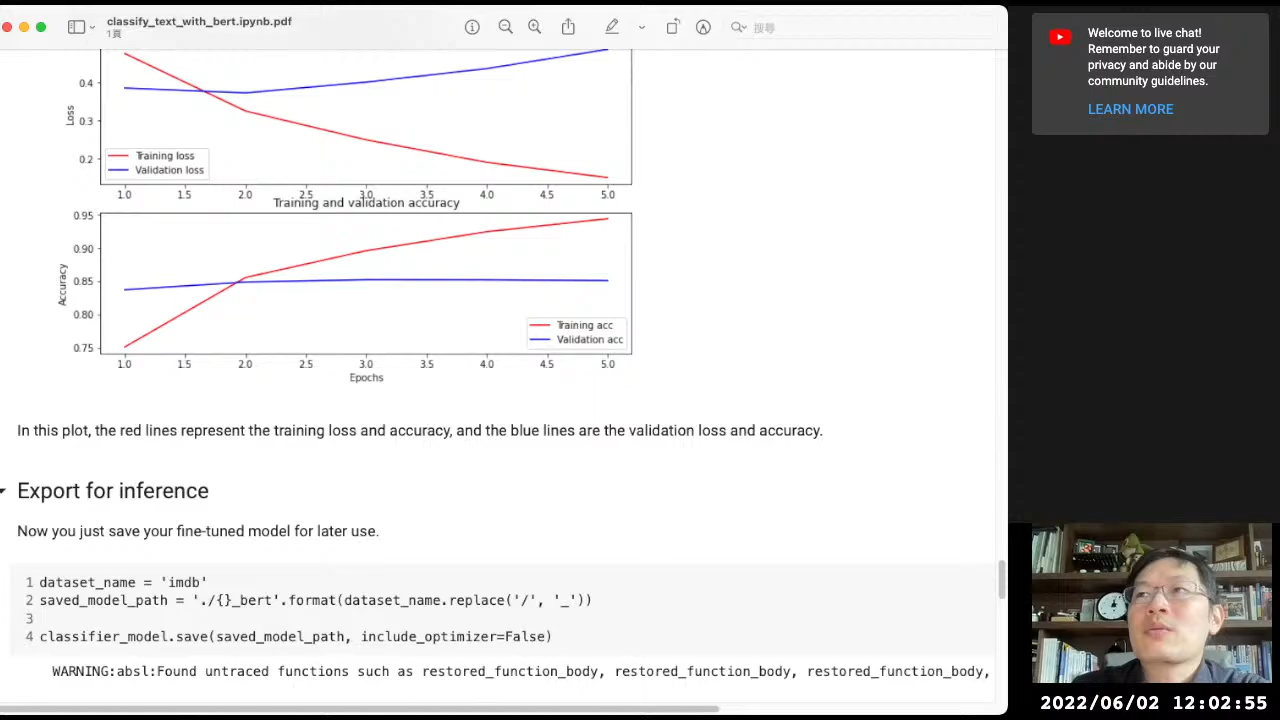 classify_text_with_bert.ipynb.pdf
1頁
搜尋
0.4
0.3
0.2
Loss
Training loss
Validation loss
1.0 1.5 2.0 2.5 3.0 3.5 4.0 4.5 5.0
Training and validation accuracy
0.95
0.90
0.85
0.80
0.75
Accuracy
Training acc
Validation acc
1.0 1.5 2.0 2.5 3.0 3.5 4.0 4.5 5.0
Epochs
In this plot, the red lines represent the training loss and accuracy, and the blue lines are the validation loss and accuracy.
Export for inference
Now you just save your fine-tuned model for later use.
1 dataset_name = 'imdb'
2 saved_model_path = './{}_bert'.format(dataset_name.replace('/', '_'))
3
4 classifier_model.save(saved_model_path, include_optimizer=False)
WARNING:absl:Found untraced functions such as restored_function_body, restored_function_body, restored_function_body,
Welcome to live chat!
Remember to guard your
privacy and abide by our
community guidelines.
LEARN MORE
2022/06/02 12:02:55